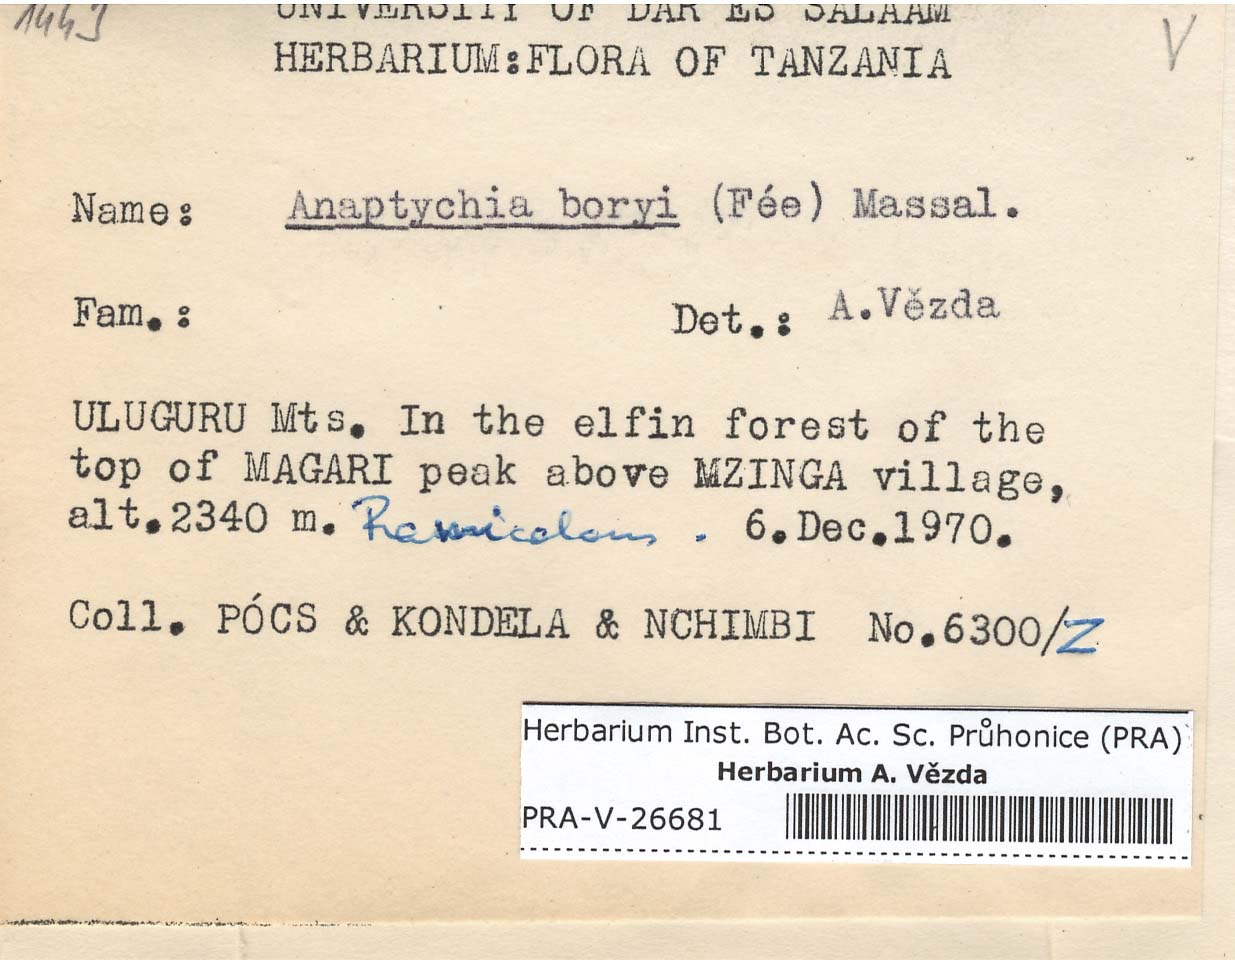 1443
V
UNIVERSITY OF DAR ES SALAAM
HERBARIUM:FLORA OF TANZANIA
Name: Anaptychia boryi (Fée) Massal.
Fam.: Det.: A.Vězda
ULUGURU Mts. In the elfin forest of the
top of MAGARI peak above MZINGA village,
alt.2340 m. Ramicolous . 6.Dec.1970.
Coll. PÓCS & KONDELA & NCHIMBI No.6300/Z
Herbarium Inst. Bot. Ac. Sc. Průhonice (PRA)
Herbarium A. Vězda
PRA-V-26681